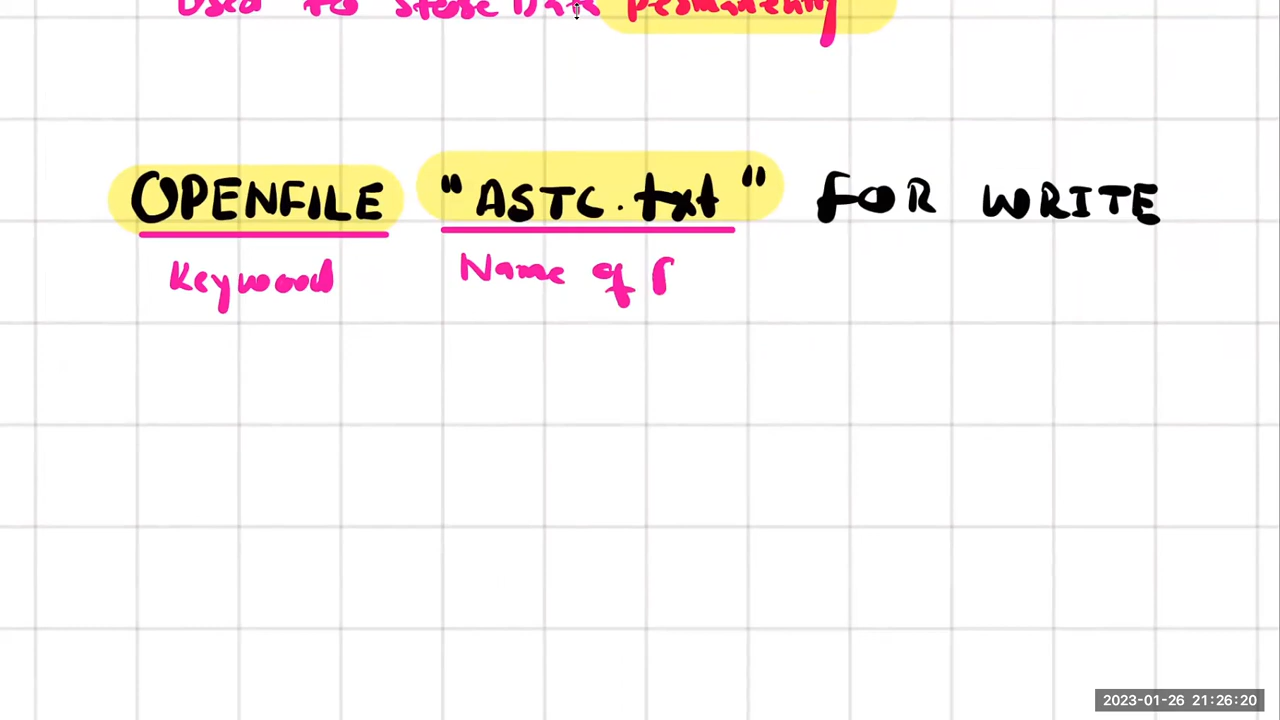 Used to store Data Permanently
OPENFILE "ASTC.txt" FOR WRITE
Keyword Name of f
2023-01-26 21:26:20